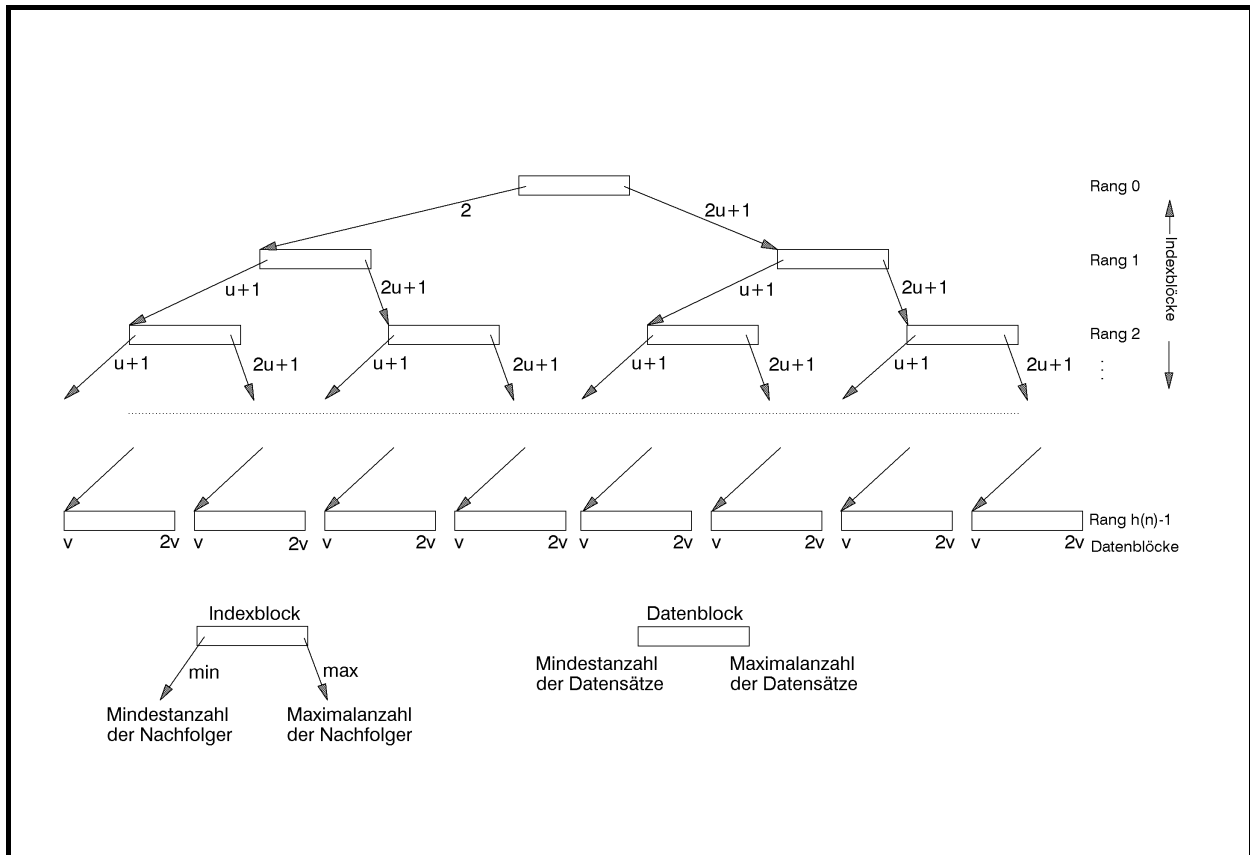 Rang 0
2
2u+1
Rang 1
Indexblöcke
u+1
2u+1
u+1
2u+1
Rang 2
u+1
2u+1
u+1
2u+1
u+1
2u+1
u+1
2u+1
Rang h(n)-1
v
2v
v
2v
v
2v
v
2v
v
2v
v
2v
v
2v
v
2v
Datenblöcke
Indexblock
min
max
Mindestanzahl
der Nachfolger
Maximalanzahl
der Nachfolger
Datenblock
Mindestanzahl
der Datensätze
Maximalanzahl
der Datensätze